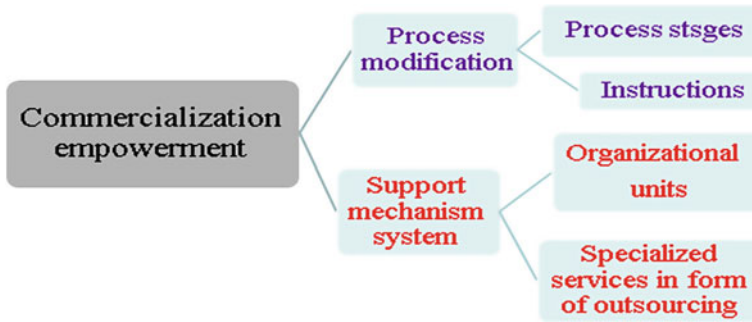 Commercialization
empowerment
Process
modification
Process stsges
Instructions
Support
mechanism
system
Organizational
units
Specialized
services in form
of outsourcing